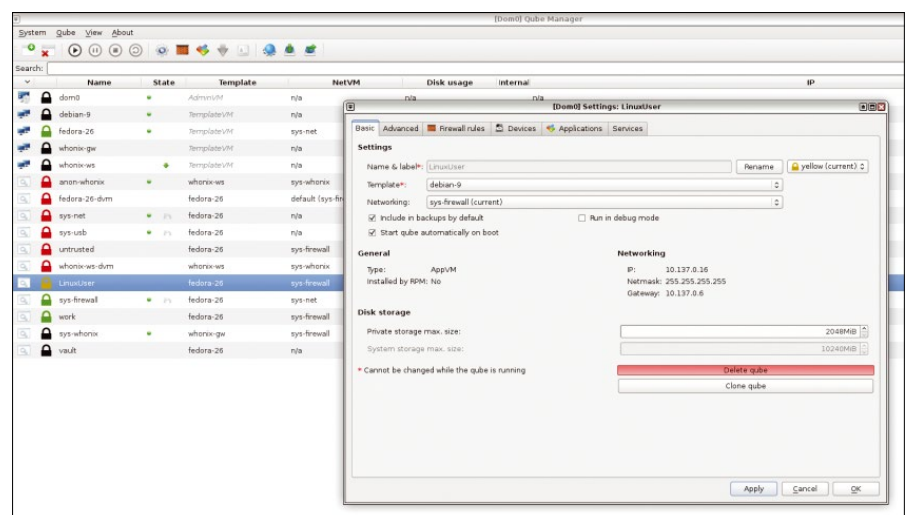 [Dom0] Qube Manager
System Qube View About
Search:
Name State Template NetVM Disk usage Internal IP
dom0 AdminVM n/a n/a n/a
debian-9 TemplateVM n/a
fedora-26 TemplateVM sys-net
whonix-gw TemplateVM n/a
whonix-ws TemplateVM n/a
anon-whonix whonix-ws sys-whonix
fedora-26-dvm fedora-26 default (sys-fir
sys-net fedora-26 n/a
sys-usb fedora-26 n/a
untrusted fedora-26 sys-firewall
whonix-ws-dvm whonix-ws sys-whonix
LinuxUser fedora-26 sys-firewall
sys-firewall fedora-26 sys-net
work fedora-26 sys-firewall
sys-whonix whonix-gw sys-firewall
vault fedora-26 n/a
[Dom0] Settings: LinuxUser
Basic Advanced Firewall rules Devices Applications Services
Settings
Name & label*: LinuxUser Rename yellow (current)
Template*: debian-9
Networking: sys-firewall (current)
Include in backups by default Run in debug mode
Start qube automatically on boot
General Networking
Type: AppVM IP: 10.137.0.16
Installed by RPM: No Netmask: 255.255.255.255
Gateway: 10.137.0.6
Disk storage
Private storage max. size: 2048MiB
System storage max. size: 10240MiB
* Cannot be changed while the qube is running Delete qube
Clone qube
Apply Cancel OK